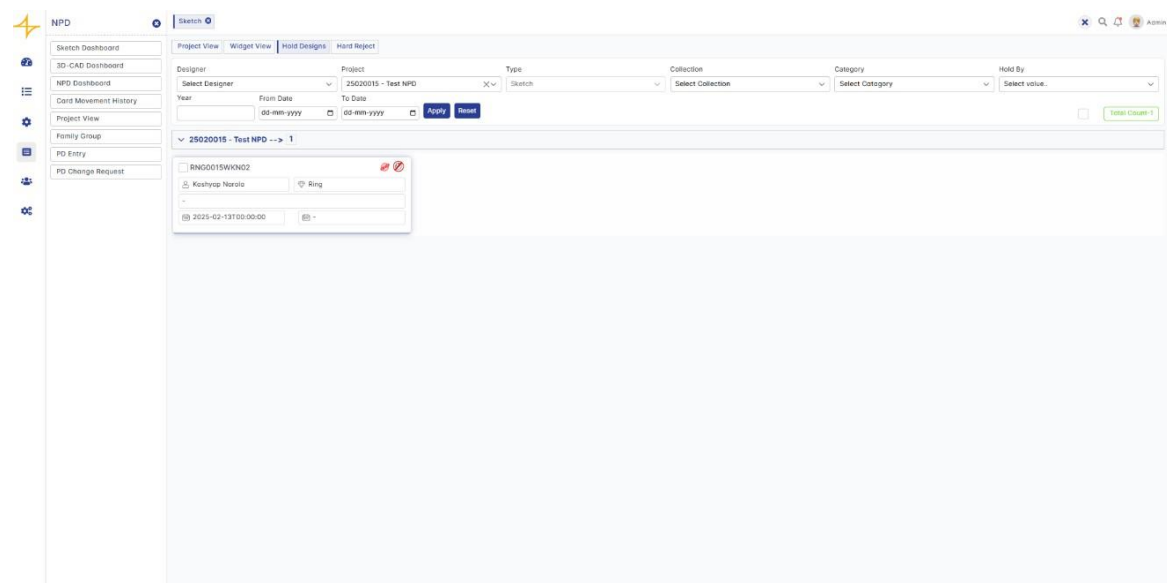 NPD
Sketch
Admin
Sketch Dashboard
3D-CAD Dashboard
NPD Dashboard
Card Movement History
Project View
Family Group
PD Entry
PD Change Request
Project View Widget View Hold Designs Hard Reject
Designer Project Type Collection Category Hold By
Select Designer 25020015 - Test NPD Sketch Select Collection Select Category Select value..
Year From Date To Date
dd-mm-yyyy dd-mm-yyyy Apply Reset Total Count-1
25020015 - Test NPD --> 1
RNG0015WKN02
Kashyap Narola Ring
-
2025-02-13T00:00:00 -